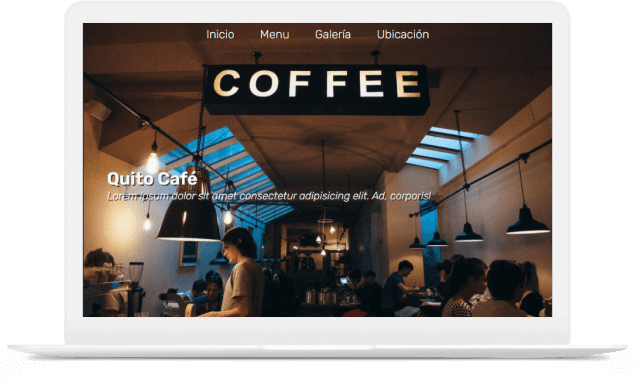 Inicio Menu Galería Ubicación
COFFEE
Quito Café
Lorem ipsum dolor sit amet consectetur adipisicing elit. Ad, corporis!